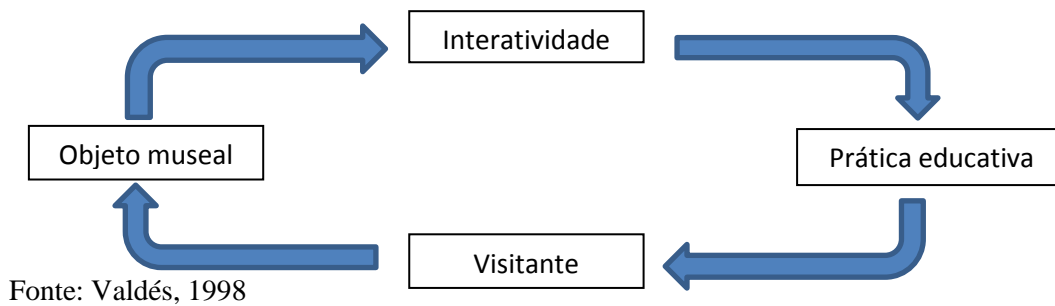 Interatividade
Objeto museal
Prática educativa
Visitante
Fonte: Valdés, 1998